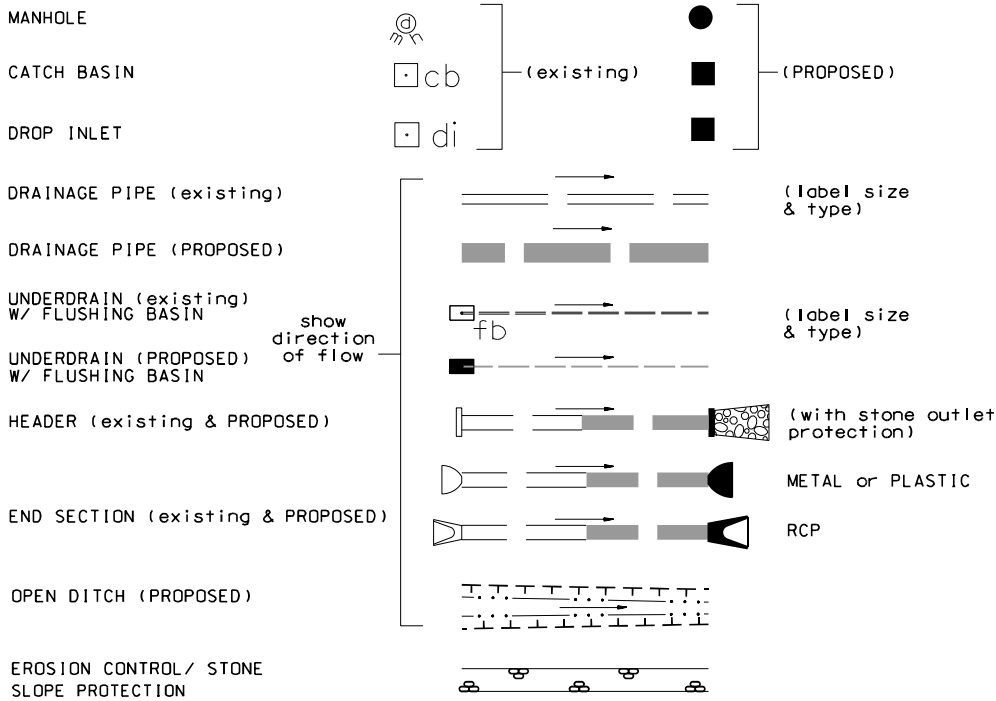 MANHOLE
d
mh
CATCH BASIN
cb
(existing)
(PROPOSED)
DROP INLET
di
DRAINAGE PIPE (existing)
(label size
& type)
DRAINAGE PIPE (PROPOSED)
UNDERDRAIN (existing)
W/ FLUSHING BASIN
fb
(label size
& type)
show
direction
of flow
UNDERDRAIN (PROPOSED)
W/ FLUSHING BASIN
HEADER (existing & PROPOSED)
(with stone outlet
protection)
METAL or PLASTIC
END SECTION (existing & PROPOSED)
RCP
OPEN DITCH (PROPOSED)
EROSION CONTROL/ STONE
SLOPE PROTECTION